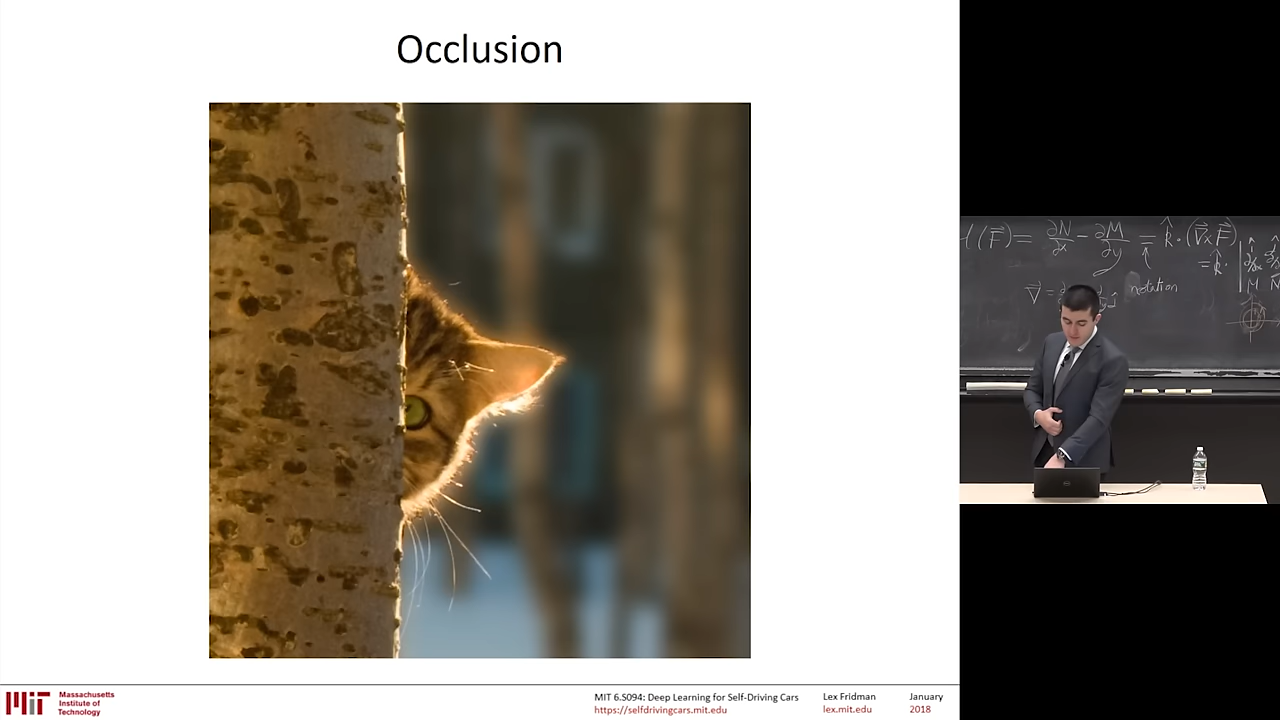 Occlusion
Massachusetts
Institute of
Technology
MIT 6.S094: Deep Learning for Self-Driving Cars
https://selfdrivingcars.mit.edu
Lex Fridman
lex.mit.edu
January
2018
(F⃗) = ∂N/∂x − ∂M/∂y = k̂ · (∇⃗×F⃗)
= k̂ ·
notation